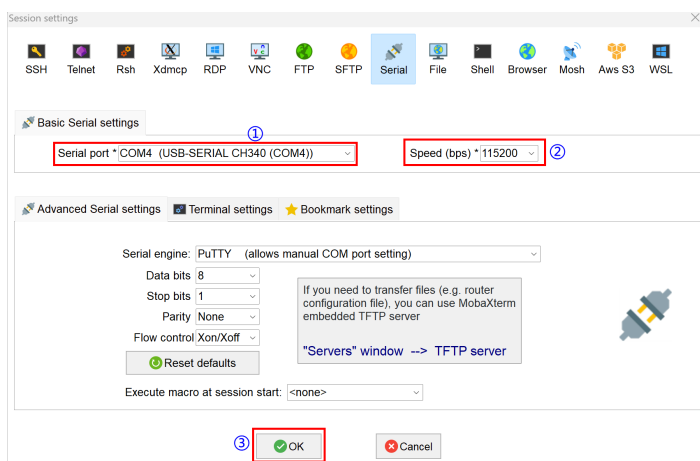 Session settings
SSH Telnet Rsh Xdmcp RDP VNC FTP SFTP Serial File Shell Browser Mosh Aws S3 WSL
Basic Serial settings
①
Serial port * COM4 (USB-SERIAL CH340 (COM4)) Speed (bps) * 115200 ②
Advanced Serial settings Terminal settings Bookmark settings
Serial engine: PuTTY (allows manual COM port setting)
Data bits 8
Stop bits 1
Parity None
Flow control Xon/Xoff
Reset defaults
If you need to transfer files (e.g. router
configuration file), you can use MobaXterm
embedded TFTP server
"Servers" window --> TFTP server
Execute macro at session start: <none>
③ OK Cancel